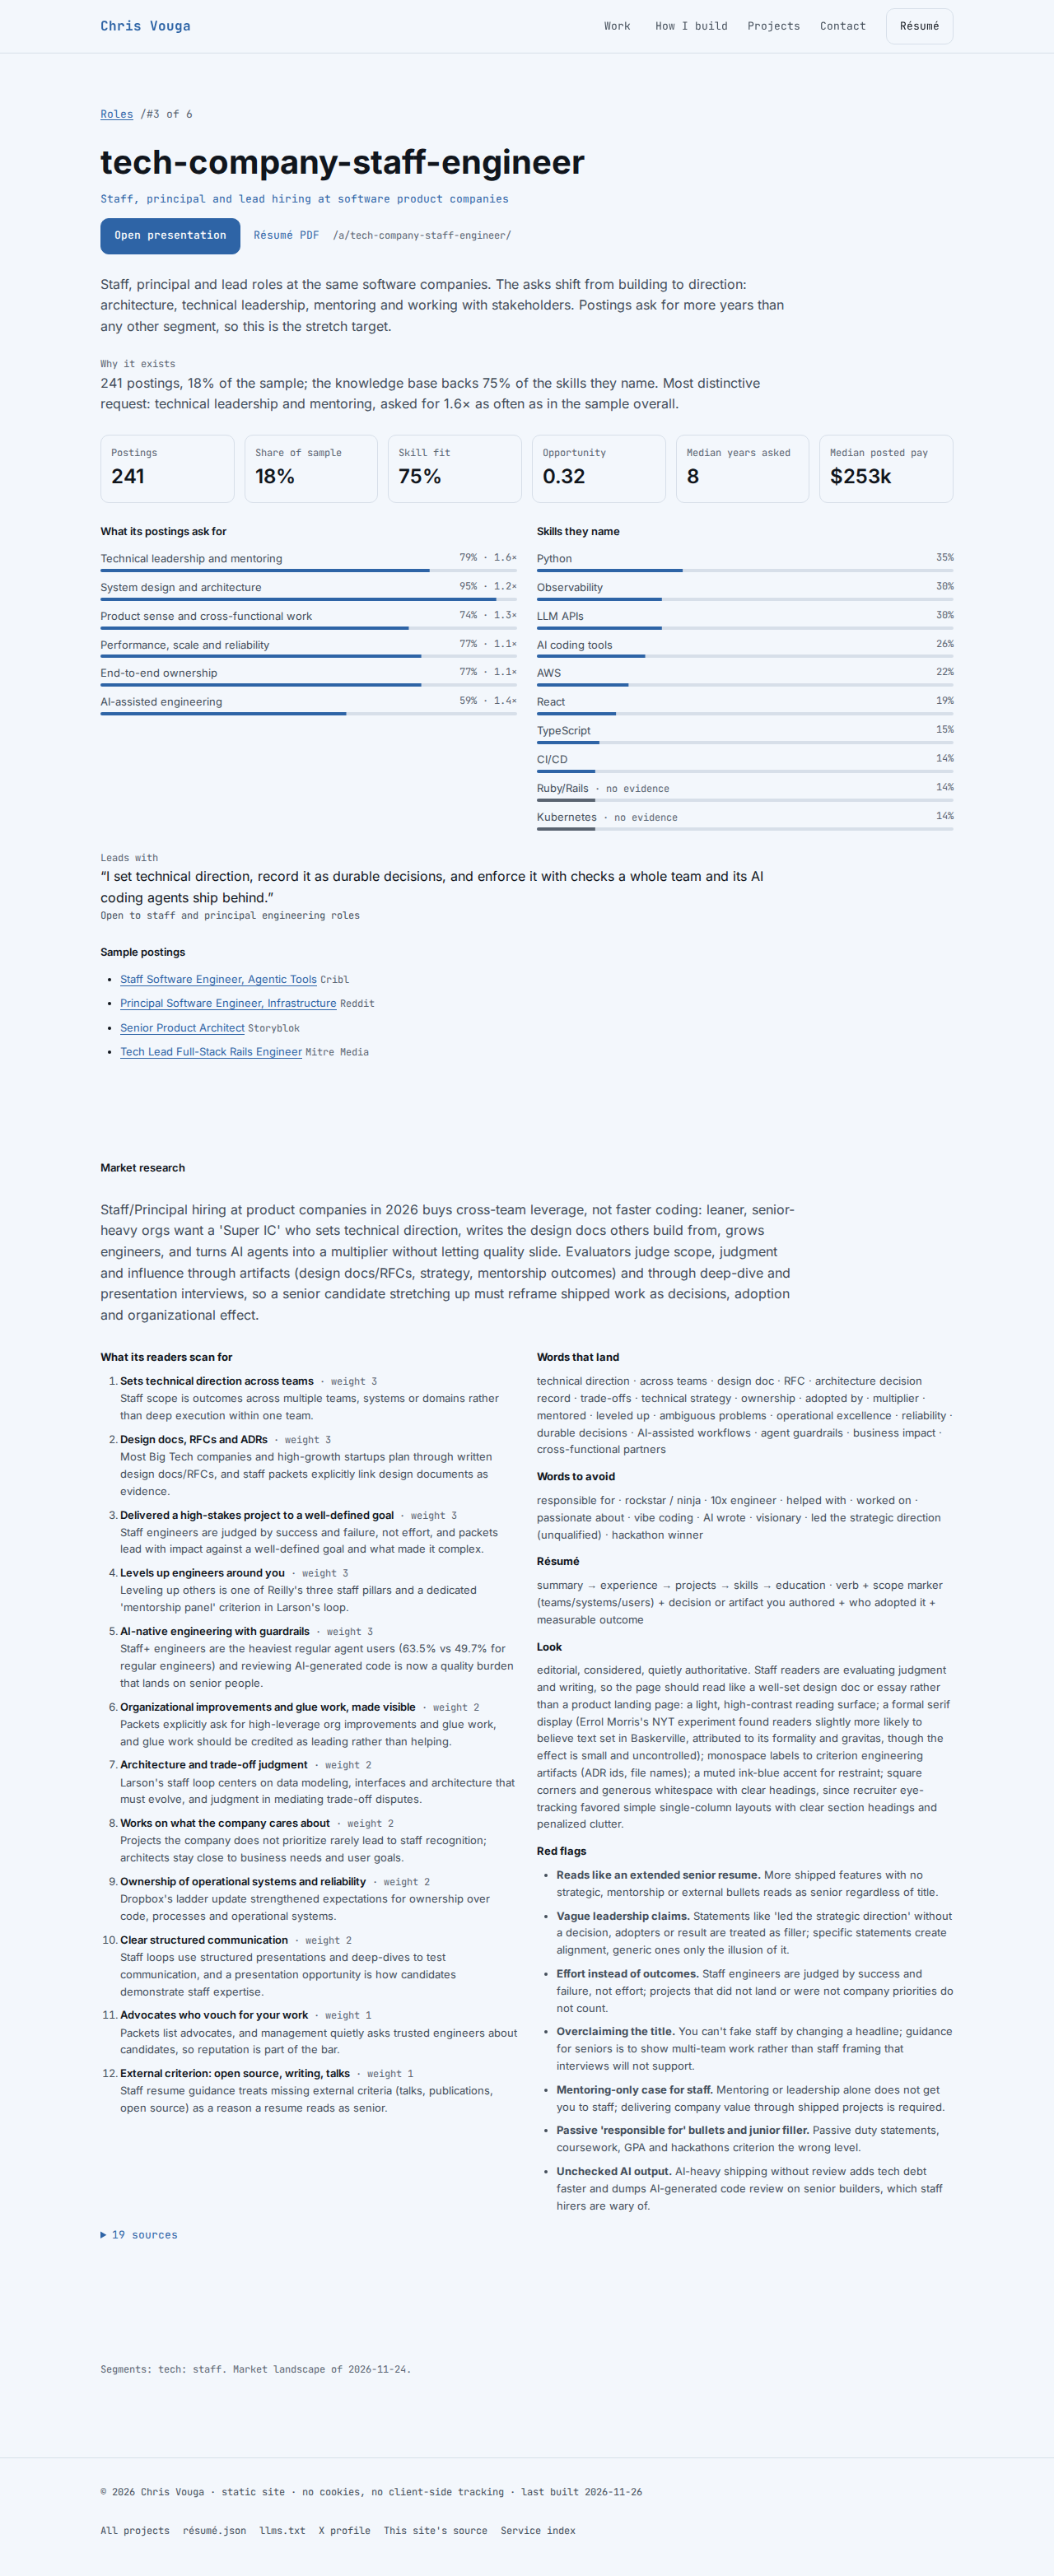 Chris Vouga
Work How I build Projects Contact Résumé
Roles /#3 of 6
tech-company-staff-engineer
Staff, principal and lead hiring at software product companies
Open presentation Résumé PDF /a/tech-company-staff-engineer/
Staff, principal and lead roles at the same software companies. The asks shift from building to direction:
architecture, technical leadership, mentoring and working with stakeholders. Postings ask for more years than
any other segment, so this is the stretch target.
Why it exists
241 postings, 18% of the sample; the knowledge base backs 75% of the skills they name. Most distinctive
request: technical leadership and mentoring, asked for 1.6× as often as in the sample overall.
Postings
241
Share of sample
18%
Skill fit
75%
Opportunity
0.32
Median years asked
8
Median posted pay
$253k
What its postings ask for
Technical leadership and mentoring 79% · 1.6×
System design and architecture 95% · 1.2×
Product sense and cross-functional work 74% · 1.3×
Performance, scale and reliability 77% · 1.1×
End-to-end ownership 77% · 1.1×
AI-assisted engineering 59% · 1.4×
Skills they name
Python 35%
Observability 30%
LLM APIs 30%
AI coding tools 26%
AWS 22%
React 19%
TypeScript 15%
CI/CD 14%
Ruby/Rails · no evidence 14%
Kubernetes · no evidence 14%
Leads with
“I set technical direction, record it as durable decisions, and enforce it with checks a whole team and its AI
coding agents ship behind.”
Open to staff and principal engineering roles
Sample postings
• Staff Software Engineer, Agentic Tools Cribl
• Principal Software Engineer, Infrastructure Reddit
• Senior Product Architect Storyblok
• Tech Lead Full-Stack Rails Engineer Mitre Media
Market research
Staff/Principal hiring at product companies in 2026 buys cross-team leverage, not faster coding: leaner, senior-
heavy orgs want a 'Super IC' who sets technical direction, writes the design docs others build from, grows
engineers, and turns AI agents into a multiplier without letting quality slide. Evaluators judge scope, judgment
and influence through artifacts (design docs/RFCs, strategy, mentorship outcomes) and through deep-dive and
presentation interviews, so a senior candidate stretching up must reframe shipped work as decisions, adoption
and organizational effect.
What its readers scan for
1. Sets technical direction across teams · weight 3
Staff scope is outcomes across multiple teams, systems or domains rather
than deep execution within one team.
2. Design docs, RFCs and ADRs · weight 3
Most Big Tech companies and high-growth startups plan through written
design docs/RFCs, and staff packets explicitly link design documents as
evidence.
3. Delivered a high-stakes project to a well-defined goal · weight 3
Staff engineers are judged by success and failure, not effort, and packets
lead with impact against a well-defined goal and what made it complex.
4. Levels up engineers around you · weight 3
Leveling up others is one of Reilly's three staff pillars and a dedicated
'mentorship panel' criterion in Larson's loop.
5. AI-native engineering with guardrails · weight 3
Staff+ engineers are the heaviest regular agent users (63.5% vs 49.7% for
regular engineers) and reviewing AI-generated code is now a quality burden
that lands on senior people.
6. Organizational improvements and glue work, made visible · weight 2
Packets explicitly ask for high-leverage org improvements and glue work,
and glue work should be credited as leading rather than helping.
7. Architecture and trade-off judgment · weight 2
Larson's staff loop centers on data modeling, interfaces and architecture that
must evolve, and judgment in mediating trade-off disputes.
8. Works on what the company cares about · weight 2
Projects the company does not prioritize rarely lead to staff recognition;
architects stay close to business needs and user goals.
9. Ownership of operational systems and reliability · weight 2
Dropbox's ladder update strengthened expectations for ownership over
code, processes and operational systems.
10. Clear structured communication · weight 2
Staff loops use structured presentations and deep-dives to test
communication, and a presentation opportunity is how candidates
demonstrate staff expertise.
11. Advocates who vouch for your work · weight 1
Packets list advocates, and management quietly asks trusted engineers about
candidates, so reputation is part of the bar.
12. External criterion: open source, writing, talks · weight 1
Staff resume guidance treats missing external criteria (talks, publications,
open source) as a reason a resume reads as senior.
Words that land
technical direction · across teams · design doc · RFC · architecture decision
record · trade-offs · technical strategy · ownership · adopted by · multiplier ·
mentored · leveled up · ambiguous problems · operational excellence · reliability ·
durable decisions · AI-assisted workflows · agent guardrails · business impact ·
cross-functional partners
Words to avoid
responsible for · rockstar / ninja · 10x engineer · helped with · worked on ·
passionate about · vibe coding · AI wrote · visionary · led the strategic direction
(unqualified) · hackathon winner
Résumé
summary → experience → projects → skills → education · verb + scope marker
(teams/systems/users) + decision or artifact you authored + who adopted it +
measurable outcome
Look
editorial, considered, quietly authoritative. Staff readers are evaluating judgment
and writing, so the page should read like a well-set design doc or essay rather
than a product landing page: a light, high-contrast reading surface; a formal serif
display (Errol Morris's NYT experiment found readers slightly more likely to
believe text set in Baskerville, attributed to its formality and gravitas, though the
effect is small and uncontrolled); monospace labels to criterion engineering
artifacts (ADR ids, file names); a muted ink-blue accent for restraint; square
corners and generous whitespace with clear headings, since recruiter eye-
tracking favored simple single-column layouts with clear section headings and
penalized clutter.
Red flags
• Reads like an extended senior resume. More shipped features with no
strategic, mentorship or external bullets reads as senior regardless of title.
• Vague leadership claims. Statements like 'led the strategic direction' without
a decision, adopters or result are treated as filler; specific statements create
alignment, generic ones only the illusion of it.
• Effort instead of outcomes. Staff engineers are judged by success and
failure, not effort; projects that did not land or were not company priorities do
not count.
• Overclaiming the title. You can't fake staff by changing a headline; guidance
for seniors is to show multi-team work rather than staff framing that
interviews will not support.
• Mentoring-only case for staff. Mentoring or leadership alone does not get
you to staff; delivering company value through shipped projects is required.
• Passive 'responsible for' bullets and junior filler. Passive duty statements,
coursework, GPA and hackathons criterion the wrong level.
• Unchecked AI output. AI-heavy shipping without review adds tech debt
faster and dumps AI-generated code review on senior builders, which staff
hirers are wary of.
▶ 19 sources
Segments: tech: staff. Market landscape of 2026-11-24.
© 2026 Chris Vouga · static site · no cookies, no client-side tracking · last built 2026-11-26
All projects résumé.json llms.txt X profile This site's source Service index